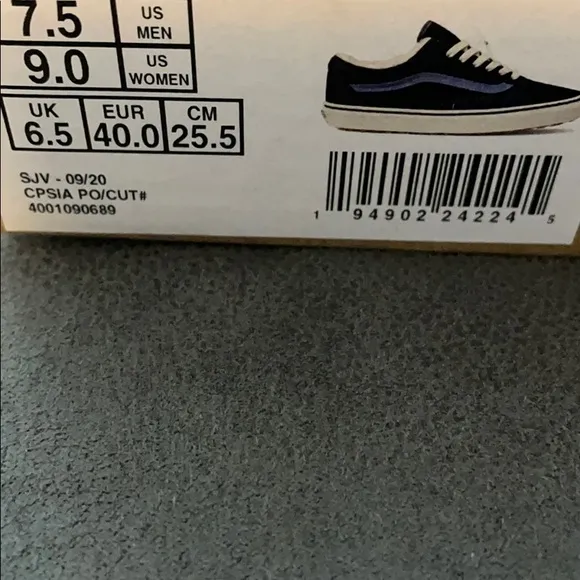 7.5 US MEN
9.0 US WOMEN
UK EUR CM
6.5 40.0 25.5
SJV - 09/20
CPSIA PO/CUT#
4001090689
1 94902 24224 5